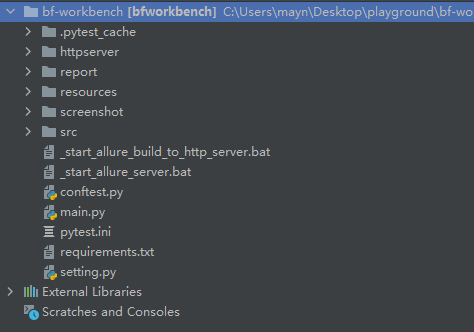 bf-workbench [bfworkbench] C:\Users\mayn\Desktop\playground\bf-wo
.pytest_cache
httpserver
report
resources
screenshot
src
_start_allure_build_to_http_server.bat
_start_allure_server.bat
conftest.py
main.py
pytest.ini
requirements.txt
setting.py
External Libraries
Scratches and Consoles